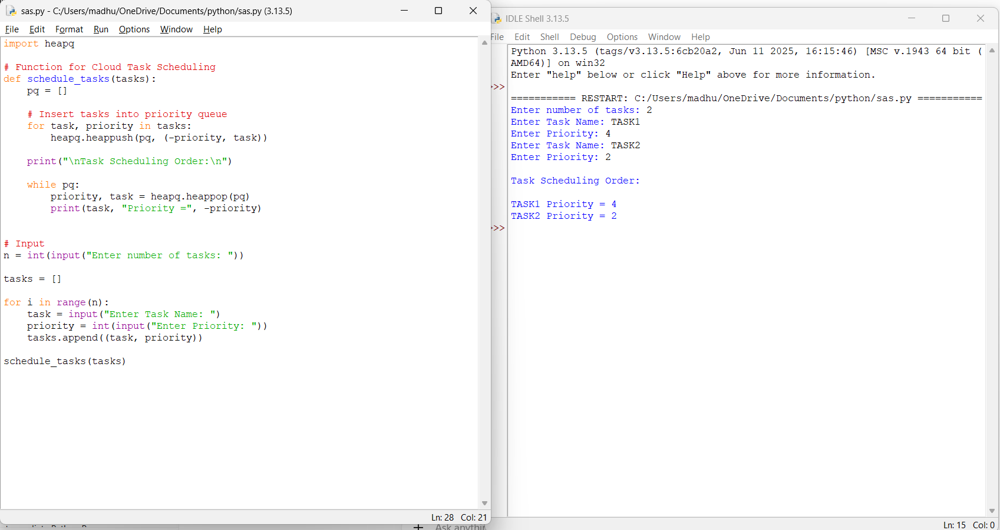 sas.py - C:/Users/madhu/OneDrive/Documents/python/sas.py (3.13.5)
File Edit Format Run Options Window Help
import heapq

# Function for Cloud Task Scheduling
def schedule_tasks(tasks):
    pq = []

    # Insert tasks into priority queue
    for task, priority in tasks:
        heapq.heappush(pq, (-priority, task))

    print("\nTask Scheduling Order:\n")

    while pq:
        priority, task = heapq.heappop(pq)
        print(task, "Priority =", -priority)


# Input
n = int(input("Enter number of tasks: "))

tasks = []

for i in range(n):
    task = input("Enter Task Name: ")
    priority = int(input("Enter Priority: "))
    tasks.append((task, priority))

schedule_tasks(tasks)
Ln: 28 Col: 21
IDLE Shell 3.13.5
File Edit Shell Debug Options Window Help
Python 3.13.5 (tags/v3.13.5:6cb20a2, Jun 11 2025, 16:15:46) [MSC v.1943 64 bit (
AMD64)] on win32
Enter "help" below or click "Help" above for more information.
>>>
=========== RESTART: C:/Users/madhu/OneDrive/Documents/python/sas.py ===========
Enter number of tasks: 2
Enter Task Name: TASK1
Enter Priority: 4
Enter Task Name: TASK2
Enter Priority: 2

Task Scheduling Order:

TASK1 Priority = 4
TASK2 Priority = 2
>>>
Ln: 15 Col: 0